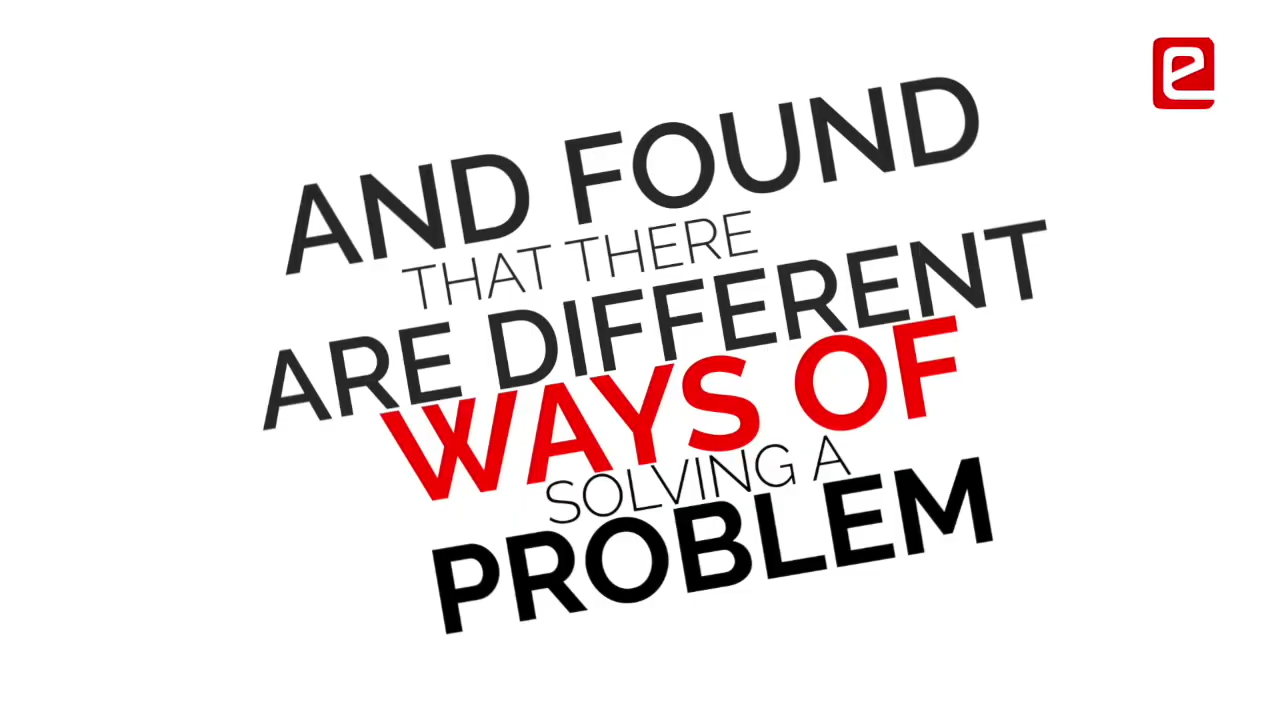 AND FOUND
THAT THERE
ARE DIFFERENT
WAYS OF
SOLVING A
PROBLEM
e